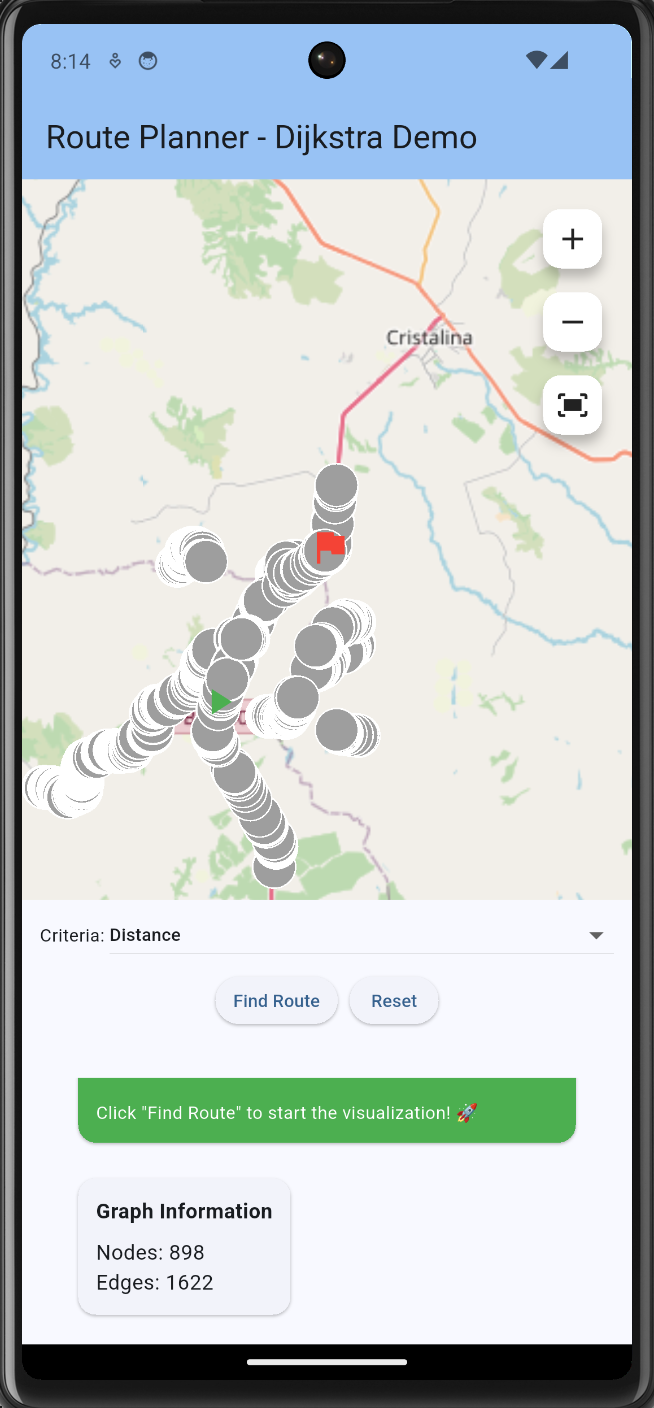 8:14
Route Planner - Dijkstra Demo
+
−
Cristalina
Criteria: Distance
Find Route
Reset
Click "Find Route" to start the visualization! 🚀
Graph Information
Nodes: 898
Edges: 1622